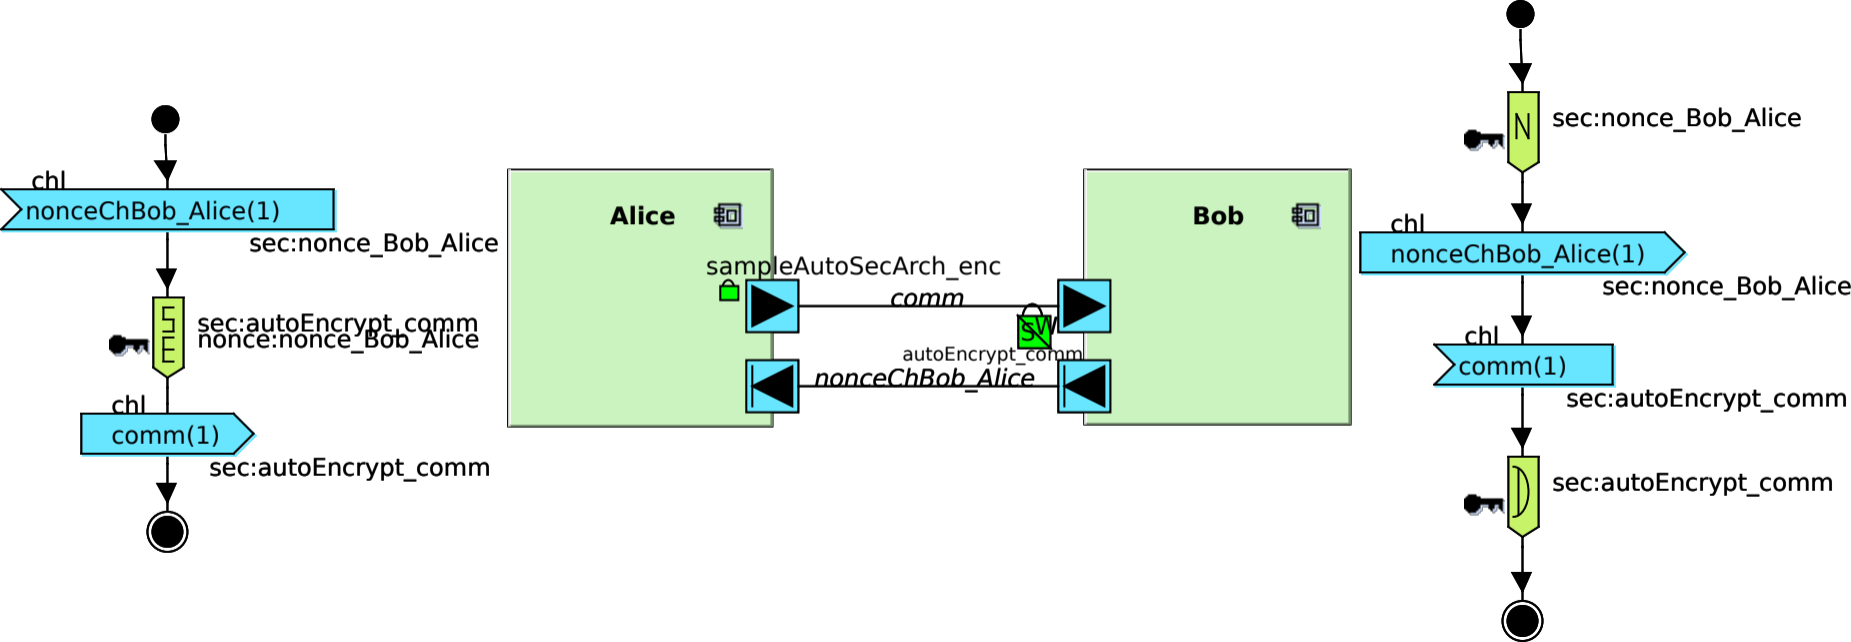 chl
nonceChBob_Alice(1)
sec:nonce_Bob_Alice
SE
sec:autoEncrypt_comm
nonce:nonce_Bob_Alice
chl
comm(1)
sec:autoEncrypt_comm
Alice
Bob
sampleAutoSecArch_enc
comm
SW
autoEncrypt_comm
nonceChBob_Alice
N
sec:nonce_Bob_Alice
chl
nonceChBob_Alice(1)
sec:nonce_Bob_Alice
chl
comm(1)
sec:autoEncrypt_comm
D
sec:autoEncrypt_comm